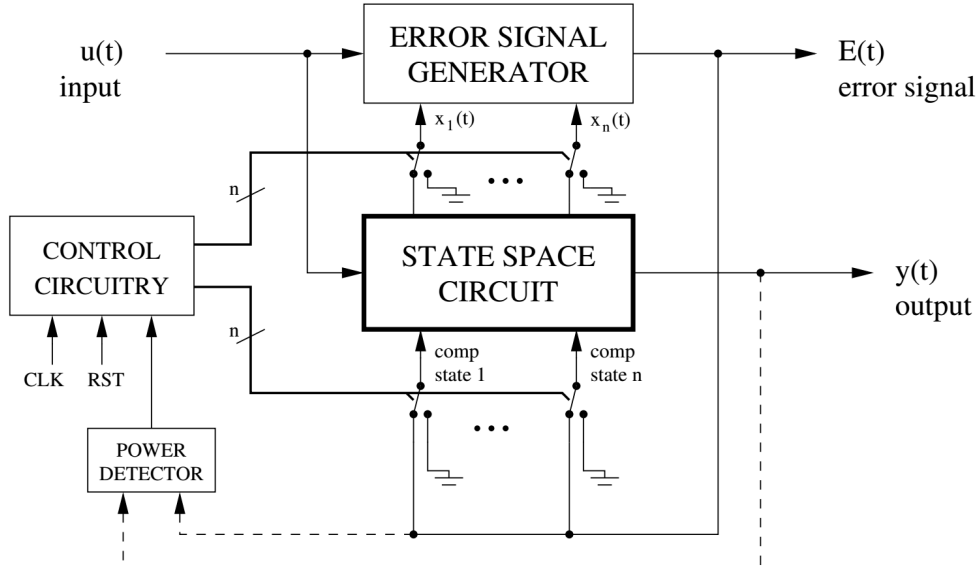 u(t)
input
ERROR SIGNAL
GENERATOR
E(t)
error signal
x1(t)
xn(t)
n
CONTROL
CIRCUITRY
STATE SPACE
CIRCUIT
y(t)
output
n
CLK
RST
comp
state 1
comp
state n
POWER
DETECTOR